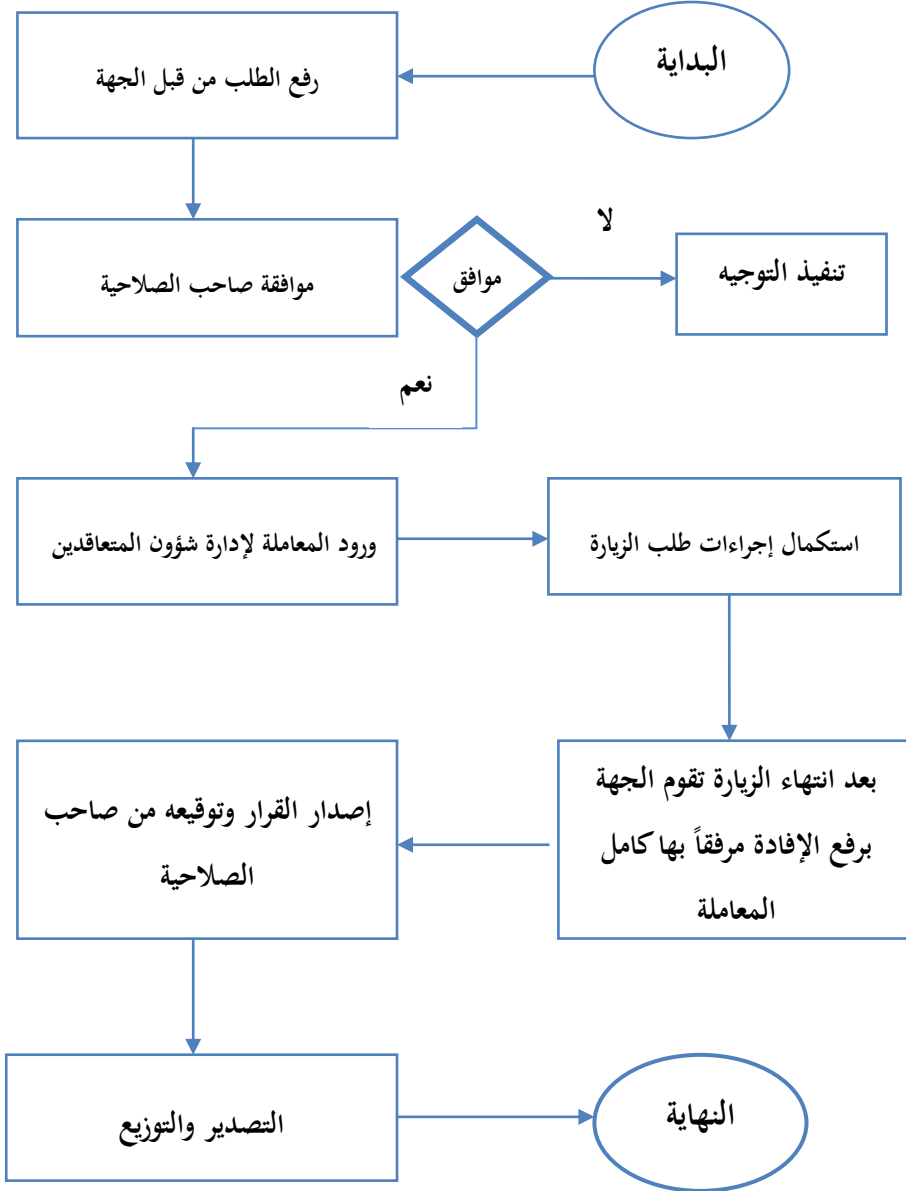 البداية
رفع الطلب من قبل الجهة
موافقة صاحب الصلاحية
موافق
لا
تنفيذ التوجيه
نعم
ورود المعاملة لإدارة شؤون المتعاقدين
استكمال إجراءات طلب الزيارة
بعد انتهاء الزيارة تقوم الجهة
برفع الإفادة مرفقاً بها كامل
المعاملة
إصدار القرار وتوقيعه من صاحب
الصلاحية
التصدير والتوزيع
النهاية